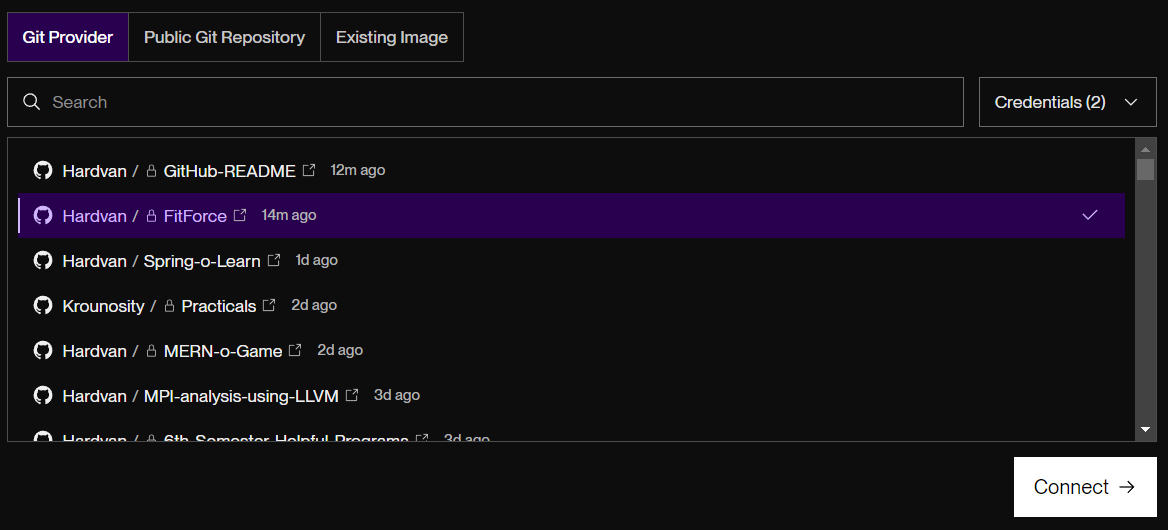 Git Provider Public Git Repository Existing Image
Search Credentials (2)
Hardvan / GitHub-README 12m ago
Hardvan / FitForce 14m ago
Hardvan / Spring-o-Learn 1d ago
Krounosity / Practicals 2d ago
Hardvan / MERN-o-Game 2d ago
Hardvan / MPI-analysis-using-LLVM 3d ago
Hardvan / 6th-Semester-Helpful-Programs 3d ago
Connect